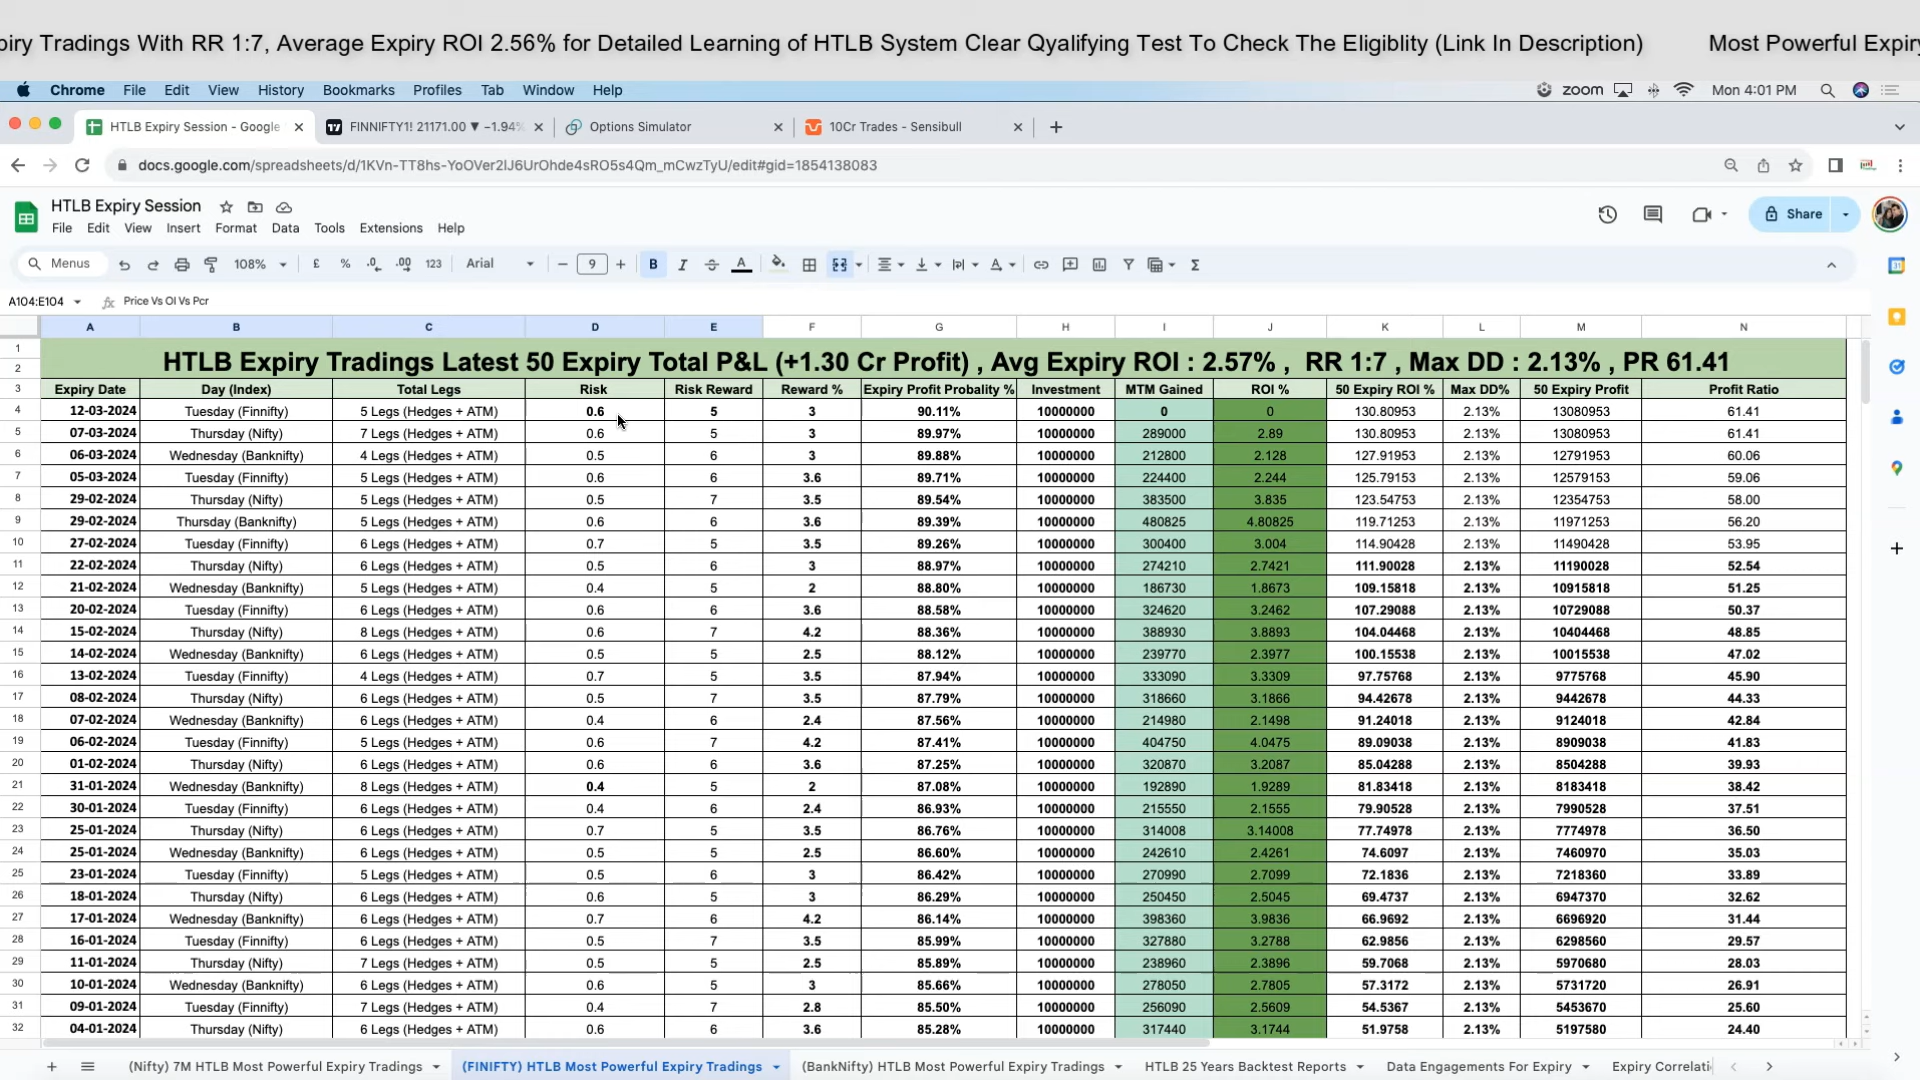 piry Tradings With RR 1:7, Average Expiry ROI 2.56% for Detailed Learning of HTLB System Clear Qyalifying Test To Check The Eligiblity (Link In Description) Most Powerful Expiry
Chrome File Edit View History Bookmarks Profiles Tab Window Help zoom Mon 4:01 PM
HTLB Expiry Session - Google FINNIFTY1! 21171.00 ▼ −1.94% Options Simulator 10Cr Trades - Sensibull
docs.google.com/spreadsheets/d/1KVn-TT8hs-YoOVer2lJ6UrOhde4sRO5s4Qm_mCwzTyU/edit#gid=1854138083
HTLB Expiry Session
Share
File Edit View Insert Format Data Tools Extensions Help
Menus 108% £ % .0 .00 123 Arial 9 B I A Σ
A104:E104 fx Price Vs OI Vs Pcr
A B C D E F G H I J K L M N
1
2
HTLB Expiry Tradings Latest 50 Expiry Total P&L (+1.30 Cr Profit) , Avg Expiry ROI : 2.57% , RR 1:7 , Max DD : 2.13% , PR 61.41
3 Expiry Date Day (Index) Total Legs Risk Risk Reward Reward % Expiry Profit Probality % Investment MTM Gained ROI % 50 Expiry ROI % Max DD% 50 Expiry Profit Profit Ratio
4 12-03-2024 Tuesday (Finnifty) 5 Legs (Hedges + ATM) 0.6 5 3 90.11% 10000000 0 0 130.80953 2.13% 13080953 61.41
5 07-03-2024 Thursday (Nifty) 7 Legs (Hedges + ATM) 0.6 5 3 89.97% 10000000 289000 2.89 130.80953 2.13% 13080953 61.41
6 06-03-2024 Wednesday (Banknifty) 4 Legs (Hedges + ATM) 0.5 6 3 89.88% 10000000 212800 2.128 127.91953 2.13% 12791953 60.06
7 05-03-2024 Tuesday (Finnifty) 5 Legs (Hedges + ATM) 0.6 6 3.6 89.71% 10000000 224400 2.244 125.79153 2.13% 12579153 59.06
8 29-02-2024 Thursday (Nifty) 5 Legs (Hedges + ATM) 0.5 7 3.5 89.54% 10000000 383500 3.835 123.54753 2.13% 12354753 58.00
9 29-02-2024 Thursday (Banknifty) 5 Legs (Hedges + ATM) 0.6 6 3.6 89.39% 10000000 480825 4.80825 119.71253 2.13% 11971253 56.20
10 27-02-2024 Tuesday (Finnifty) 6 Legs (Hedges + ATM) 0.7 5 3.5 89.26% 10000000 300400 3.004 114.90428 2.13% 11490428 53.95
11 22-02-2024 Thursday (Nifty) 6 Legs (Hedges + ATM) 0.5 6 3 88.97% 10000000 274210 2.7421 111.90028 2.13% 11190028 52.54
12 21-02-2024 Wednesday (Banknifty) 5 Legs (Hedges + ATM) 0.4 5 2 88.80% 10000000 186730 1.8673 109.15818 2.13% 10915818 51.25
13 20-02-2024 Tuesday (Finnifty) 6 Legs (Hedges + ATM) 0.6 6 3.6 88.58% 10000000 324620 3.2462 107.29088 2.13% 10729088 50.37
14 15-02-2024 Thursday (Nifty) 8 Legs (Hedges + ATM) 0.6 7 4.2 88.36% 10000000 388930 3.8893 104.04468 2.13% 10404468 48.85
15 14-02-2024 Wednesday (Banknifty) 6 Legs (Hedges + ATM) 0.5 5 2.5 88.12% 10000000 239770 2.3977 100.15538 2.13% 10015538 47.02
16 13-02-2024 Tuesday (Finnifty) 4 Legs (Hedges + ATM) 0.7 5 3.5 87.94% 10000000 333090 3.3309 97.75768 2.13% 9775768 45.90
17 08-02-2024 Thursday (Nifty) 6 Legs (Hedges + ATM) 0.5 7 3.5 87.79% 10000000 318660 3.1866 94.42678 2.13% 9442678 44.33
18 07-02-2024 Wednesday (Banknifty) 6 Legs (Hedges + ATM) 0.4 6 2.4 87.56% 10000000 214980 2.1498 91.24018 2.13% 9124018 42.84
19 06-02-2024 Tuesday (Finnifty) 5 Legs (Hedges + ATM) 0.6 7 4.2 87.41% 10000000 404750 4.0475 89.09038 2.13% 8909038 41.83
20 01-02-2024 Thursday (Nifty) 6 Legs (Hedges + ATM) 0.6 6 3.6 87.25% 10000000 320870 3.2087 85.04288 2.13% 8504288 39.93
21 31-01-2024 Wednesday (Banknifty) 8 Legs (Hedges + ATM) 0.4 5 2 87.08% 10000000 192890 1.9289 81.83418 2.13% 8183418 38.42
22 30-01-2024 Tuesday (Finnifty) 6 Legs (Hedges + ATM) 0.4 6 2.4 86.93% 10000000 215550 2.1555 79.90528 2.13% 7990528 37.51
23 25-01-2024 Thursday (Nifty) 6 Legs (Hedges + ATM) 0.7 5 3.5 86.76% 10000000 314008 3.14008 77.74978 2.13% 7774978 36.50
24 25-01-2024 Wednesday (Banknifty) 6 Legs (Hedges + ATM) 0.5 5 2.5 86.60% 10000000 242610 2.4261 74.6097 2.13% 7460970 35.03
25 23-01-2024 Tuesday (Finnifty) 5 Legs (Hedges + ATM) 0.5 6 3 86.42% 10000000 270990 2.7099 72.1836 2.13% 7218360 33.89
26 18-01-2024 Thursday (Nifty) 6 Legs (Hedges + ATM) 0.6 5 3 86.29% 10000000 250450 2.5045 69.4737 2.13% 6947370 32.62
27 17-01-2024 Wednesday (Banknifty) 6 Legs (Hedges + ATM) 0.7 6 4.2 86.14% 10000000 398360 3.9836 66.9692 2.13% 6696920 31.44
28 16-01-2024 Tuesday (Finnifty) 6 Legs (Hedges + ATM) 0.5 7 3.5 85.99% 10000000 327880 3.2788 62.9856 2.13% 6298560 29.57
29 11-01-2024 Thursday (Nifty) 7 Legs (Hedges + ATM) 0.5 5 2.5 85.89% 10000000 238960 2.3896 59.7068 2.13% 5970680 28.03
30 10-01-2024 Wednesday (Banknifty) 6 Legs (Hedges + ATM) 0.6 5 3 85.66% 10000000 278050 2.7805 57.3172 2.13% 5731720 26.91
31 09-01-2024 Tuesday (Finnifty) 7 Legs (Hedges + ATM) 0.4 7 2.8 85.50% 10000000 256090 2.5609 54.5367 2.13% 5453670 25.60
32 04-01-2024 Thursday (Nifty) 6 Legs (Hedges + ATM) 0.6 6 3.6 85.28% 10000000 317440 3.1744 51.9758 2.13% 5197580 24.40
(Nifty) 7M HTLB Most Powerful Expiry Tradings (FINIFTY) HTLB Most Powerful Expiry Tradings (BankNifty) HTLB Most Powerful Expiry Tradings HTLB 25 Years Backtest Reports Data Engagements For Expiry Expiry Correlati